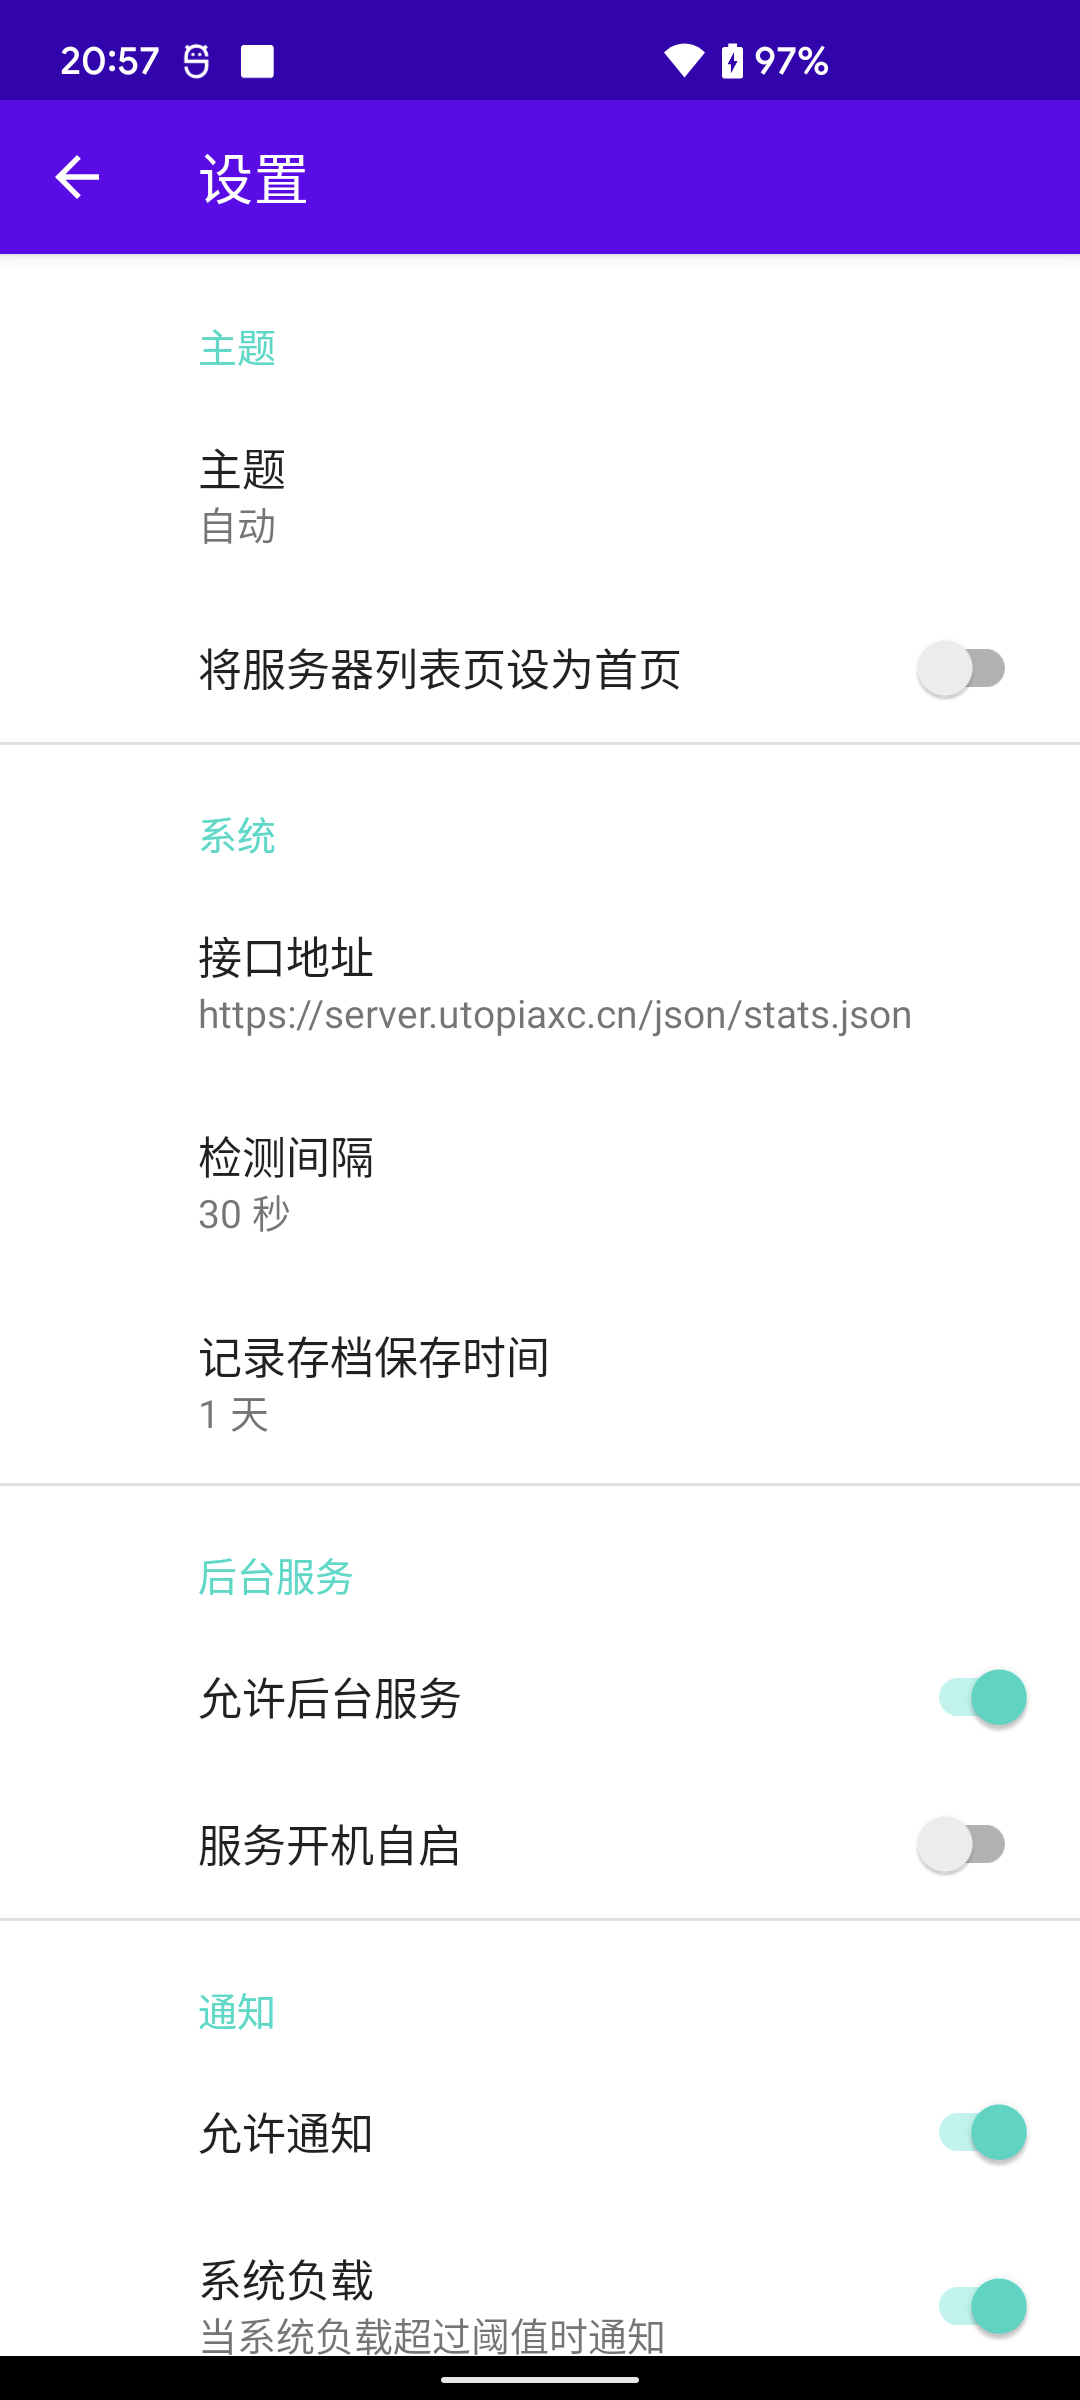 20:57 97%
设置
主题
主题
自动
将服务器列表页设为首页
系统
接口地址
https://server.utopiaxc.cn/json/stats.json
检测间隔
30 秒
记录存档保存时间
1 天
后台服务
允许后台服务
服务开机自启
通知
允许通知
系统负载
当系统负载超过阈值时通知